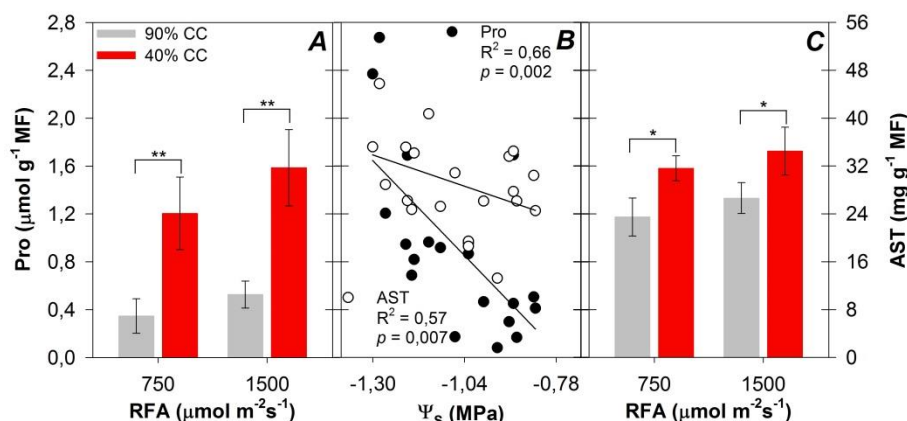 Pro (μmol g⁻¹ MF)
2,8
2,4
2,0
1,6
1,2
0,8
0,4
0,0
90% CC
40% CC
A
**
**
750
1500
RFA (μmol m⁻²s⁻¹)
B
Pro
R² = 0,66
p = 0,002
AST
R² = 0,57
p = 0,007
-1,30
-1,04
-0,78
Ψs (MPa)
C
*
*
750
1500
RFA (μmol m⁻²s⁻¹)
56
48
40
32
24
16
8
0
AST (mg g⁻¹ MF)